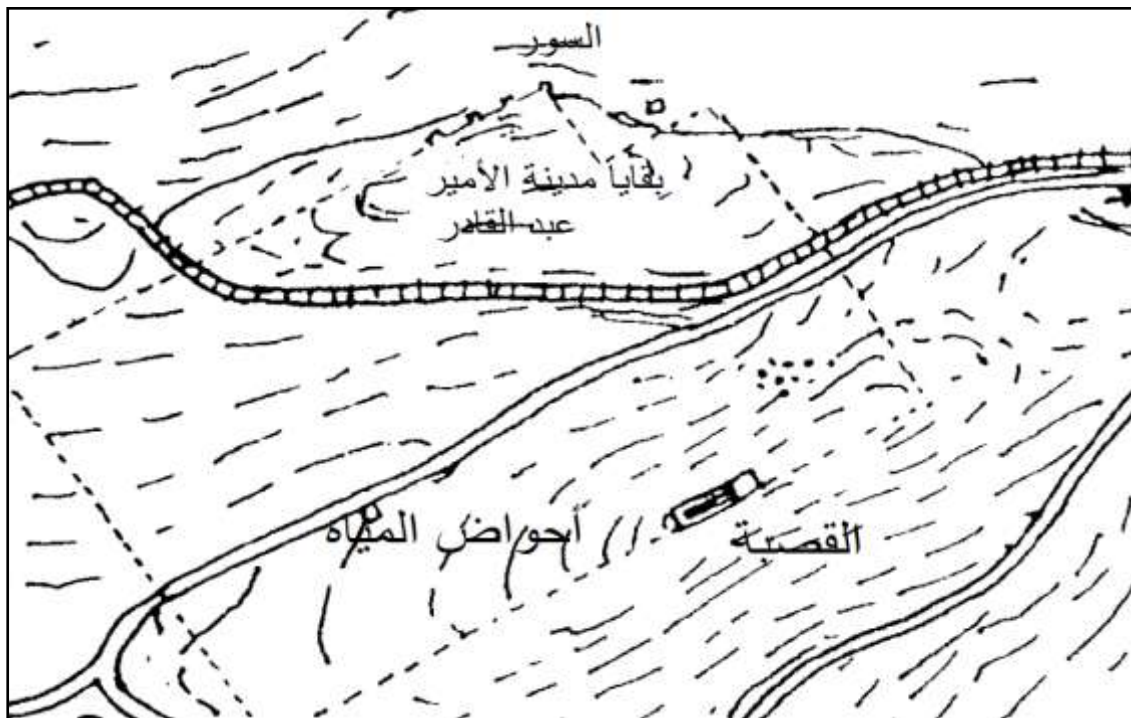 السور
بقايا مدينة الأمير
عبد القادر
أحواض المياه
القصبة